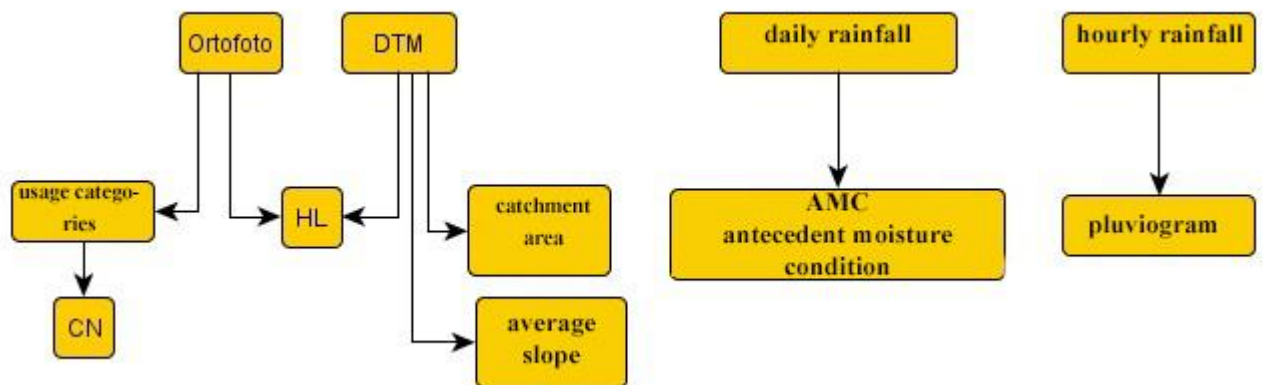 Ortofoto
DTM
daily rainfall
hourly rainfall
usage catego-
ries
HL
catchment
area
AMC
antecedent moisture
condition
pluviogram
CN
average
slope